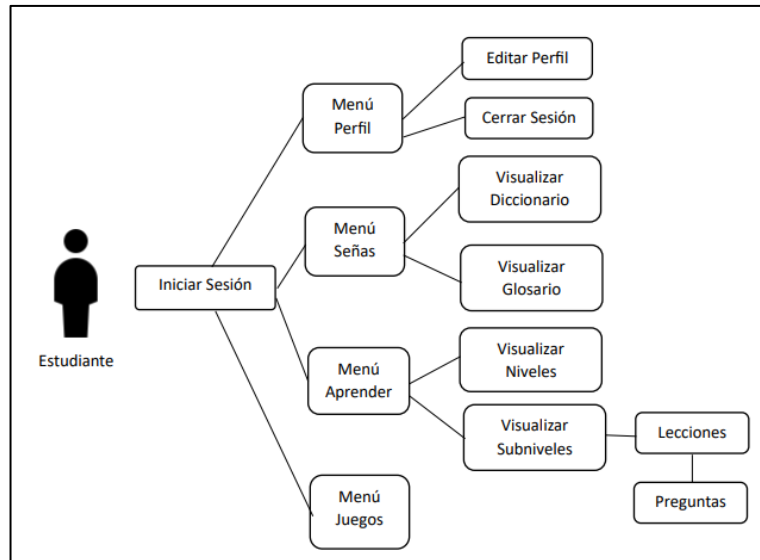 Estudiante
Iniciar Sesión
Menú
Perfil
Editar Perfil
Cerrar Sesión
Menú
Señas
Visualizar
Diccionario
Visualizar
Glosario
Menú
Aprender
Visualizar
Niveles
Visualizar
Subniveles
Lecciones
Preguntas
Menú
Juegos